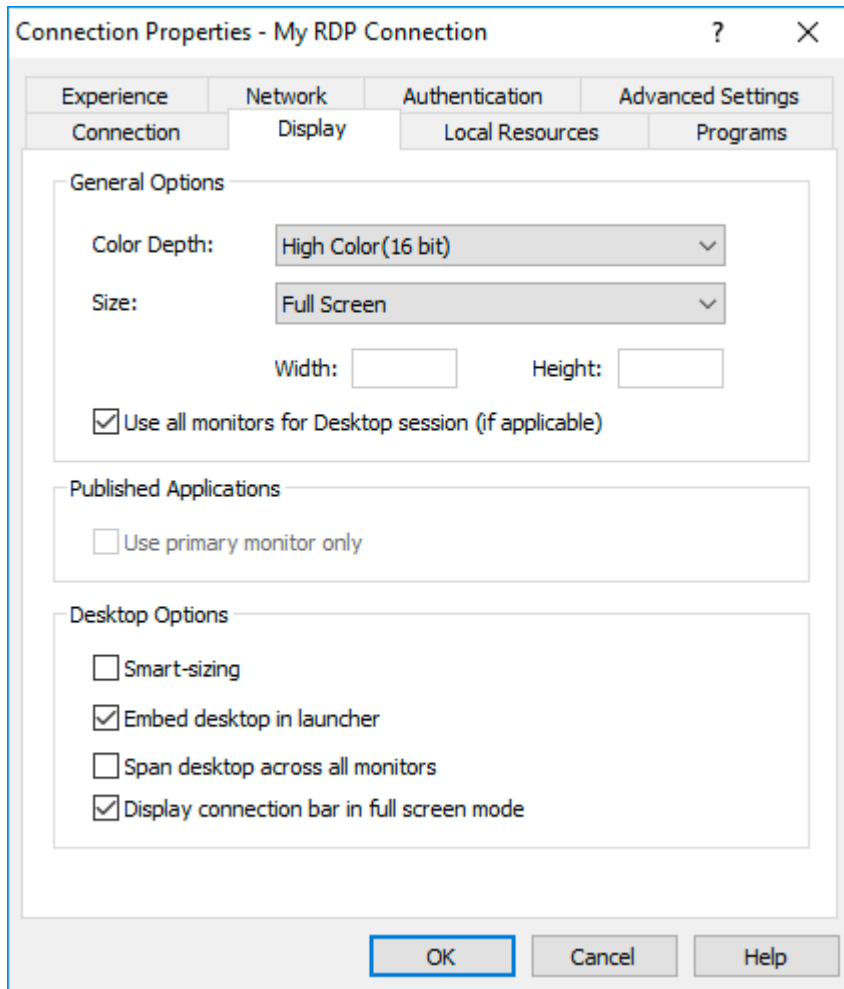 Connection Properties - My RDP Connection ?
Experience Network Authentication Advanced Settings
Connection Display Local Resources Programs
General Options
Color Depth: High Color(16 bit)
Size: Full Screen
Width: Height:
Use all monitors for Desktop session (if applicable)
Published Applications
Use primary monitor only
Desktop Options
Smart-sizing
Embed desktop in launcher
Span desktop across all monitors
Display connection bar in full screen mode
OK Cancel Help